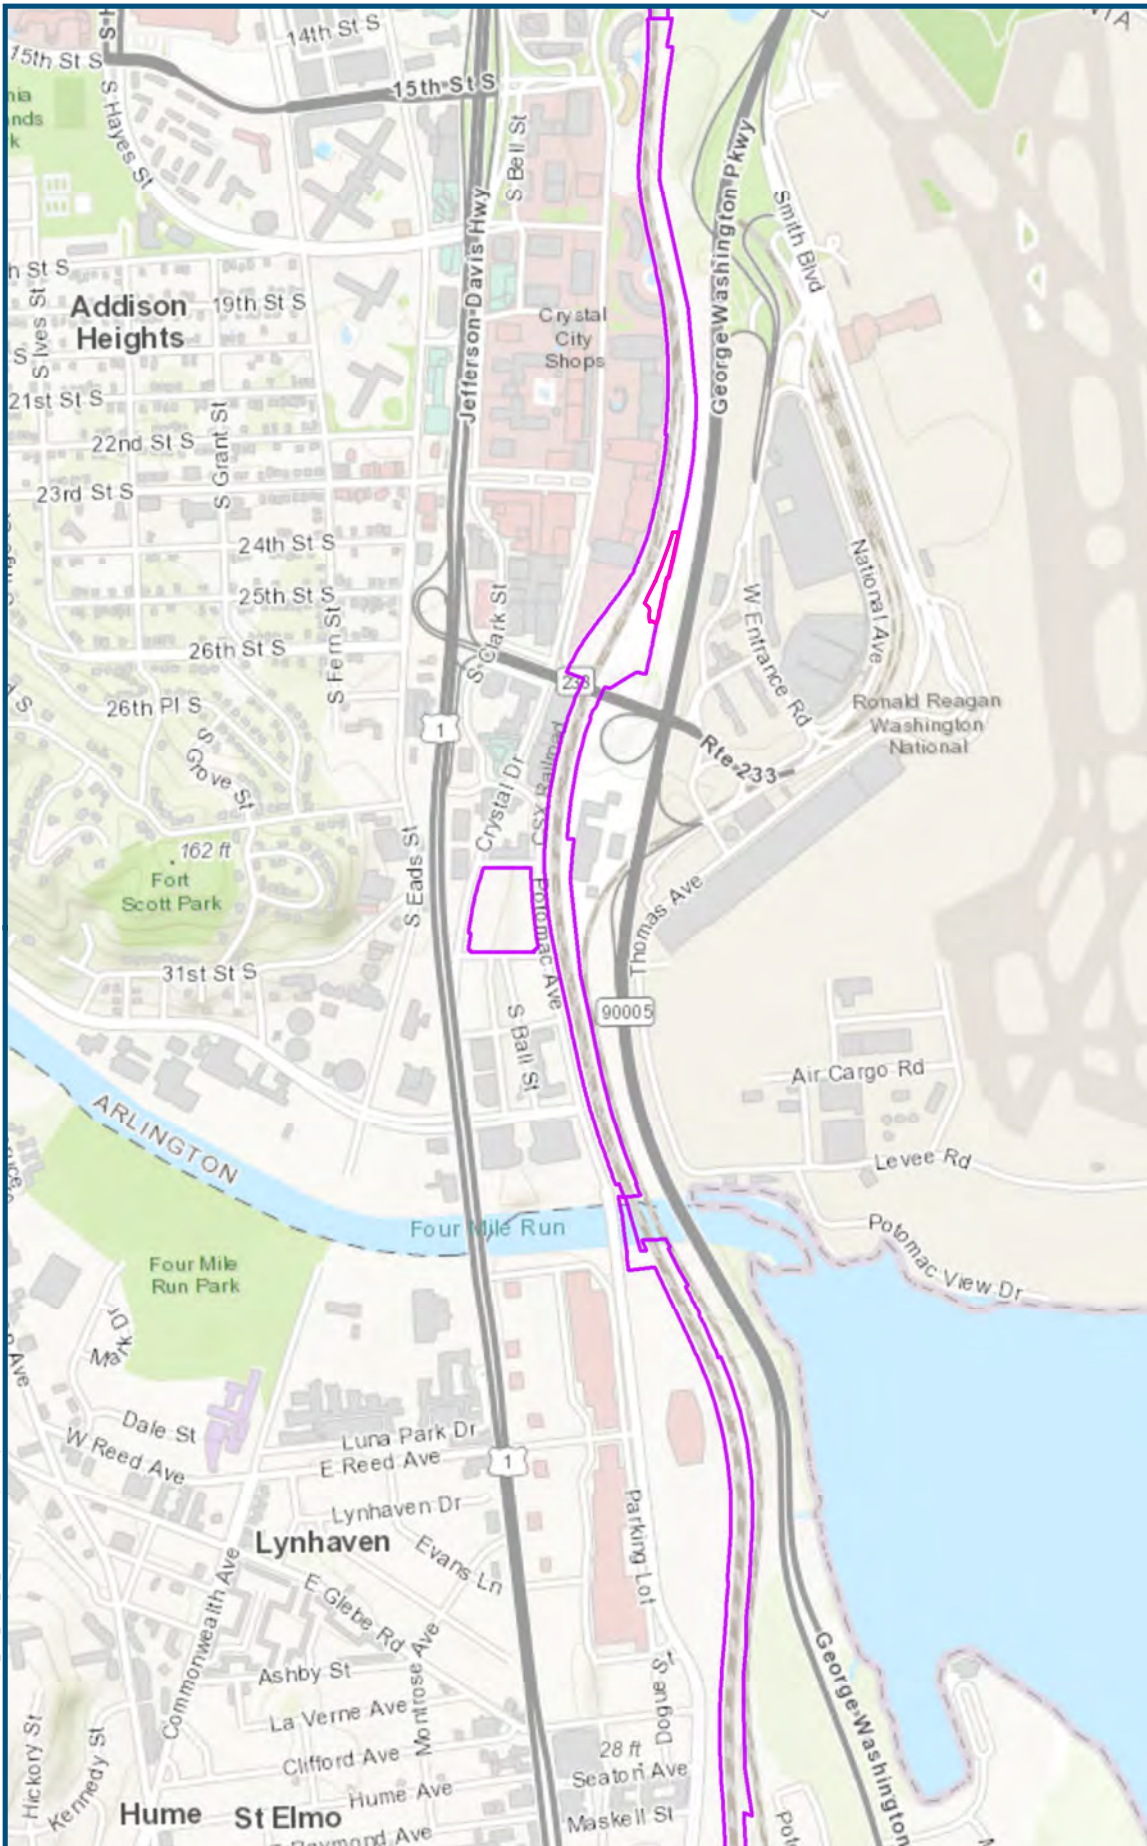 14th St S
15th St S
15th St S
S Hayes St
S Bell St
Jefferson Davis Hwy
George Washington Pkwy
Smith Blvd
Addison
Heights
19th St S
S Ives St
Crystal
City
Shops
21st St S
22nd St S
S Grant St
23rd St S
24th St S
25th St S
26th St S
S Fern St
S Clark St
National Ave
W Entrance Rd
233
26th Pl S
S Grove St
1
Rte 233
Ronald Reagan
Washington
National
CSX Railroad
Crystal Dr
S Eads St
162 ft
Fort
Scott Park
Potomac Ave
Thomas Ave
31st St S
90005
S Ball St
Air Cargo Rd
ARLINGTON
Levee Rd
Four Mile Run
Potomac View Dr
Four Mile
Run Park
Mark Dr
Dale St
W Reed Ave
Luna Park Dr
E Reed Ave
1
Lynhaven Dr
Lynhaven
Evans Ln
Parking Lot
E Glebe Rd
Commonwealth Ave
Ashby St
Montrose Ave
La Verne Ave
Dogue St
George Washington
Clifford Ave
28 ft
Seaton Ave
Hickory St
Kennedy St
Hume Ave
Hume
St Elmo
Maskell St